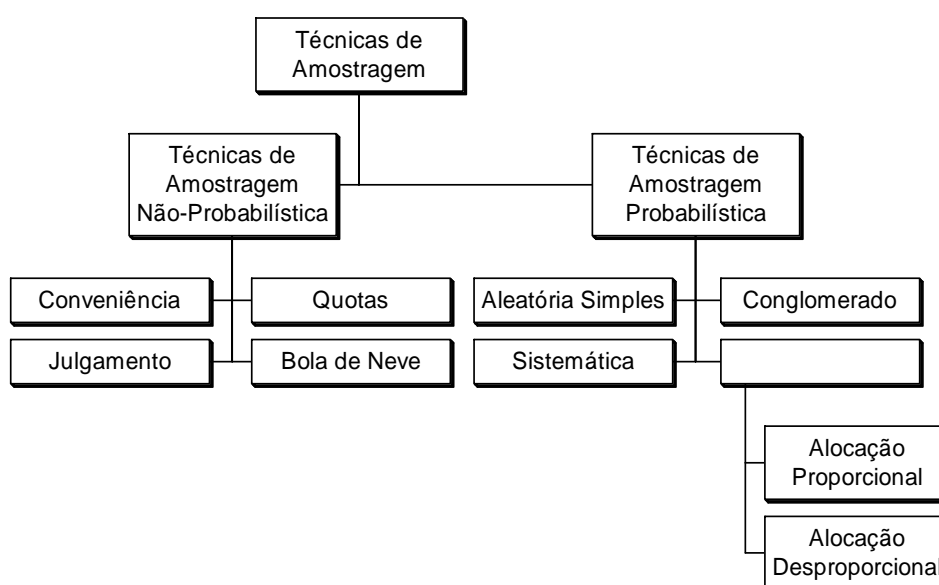 Técnicas de
Amostragem
Técnicas de
Amostragem
Não-Probabilística
Técnicas de
Amostragem
Probabilística
Conveniência
Quotas
Aleatória Simples
Conglomerado
Julgamento
Bola de Neve
Sistemática
Alocação
Proporcional
Alocação
Desproporcional